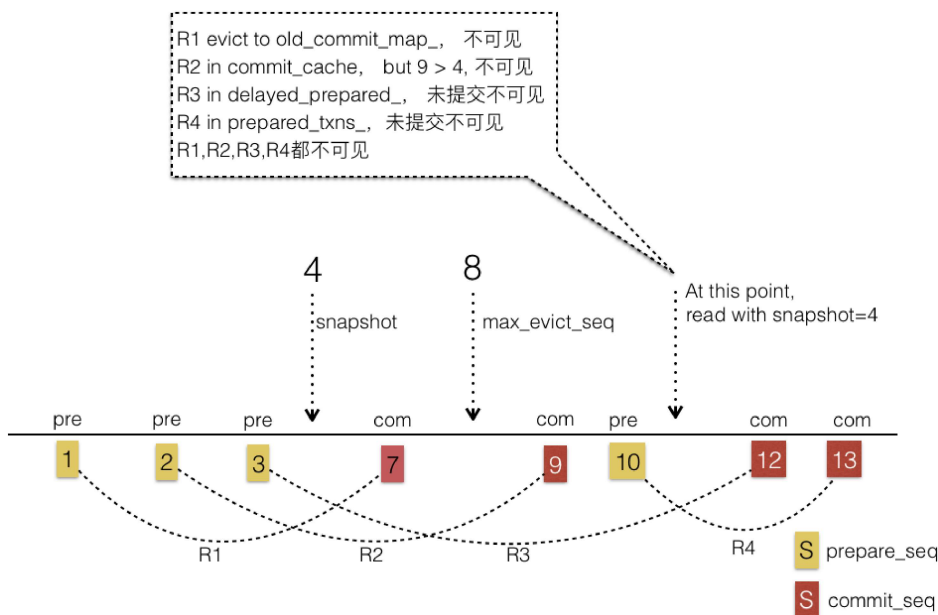 R1 evict to old_commit_map_， 不可见
R2 in commit_cache， but 9 > 4, 不可见
R3 in delayed_prepared_， 未提交不可见
R4 in prepared_txns_，未提交不可见
R1,R2,R3,R4都不可见
4
8
At this point,
read with snapshot=4
snapshot
max_evict_seq
pre
pre
pre
com
com
pre
com
com
1
2
3
7
9
10
12
13
R1
R2
R3
R4
S prepare_seq
S commit_seq